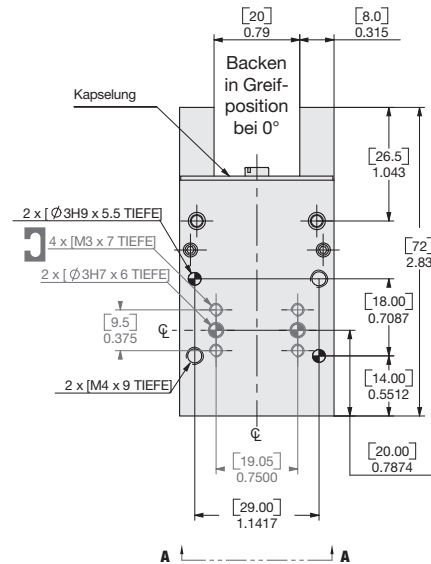 [20]
0.79
[8.0]
0.315
Backen
in Greif-
position
bei 0°
Kapselung
[26.5]
1.043
2 x [Ø3H9 x 5.5 TIEFE]
4 x [M3 x 7 TIEFE]
2 x [Ø3H7 x 6 TIEFE]
[72]
2.83
[18.00]
0.7087
[9.5]
0.375
℄
[14.00]
0.5512
2 x [M4 x 9 TIEFE]
℄
[19.05]
0.7500
[20.00]
0.7874
[29.00]
1.1417
A A